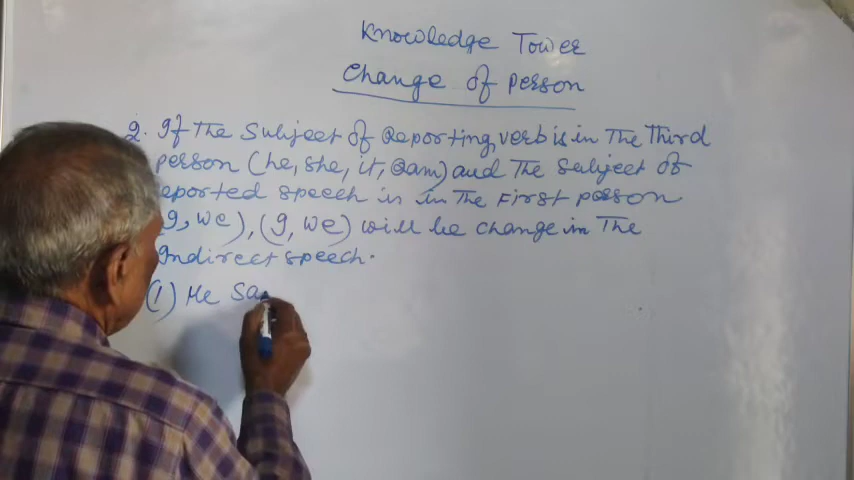 Knowledge Tower
Change of person
2. If The Subject of Reporting verb is in The Third
person (he, she, it, Ram) and The Subject of
eported speech is in The First person
I, we), (I, we) will be change in The
Indirect speech.
(1) He Sa